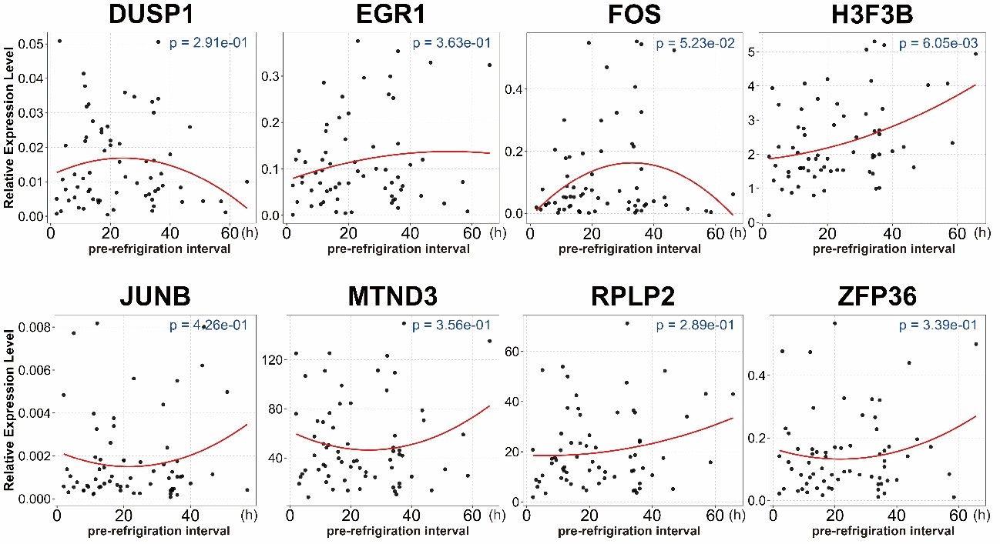 DUSP1 EGR1 FOS H3F3B
p = 2.91e-01 p = 3.63e-01 p = 5.23e-02 p = 6.05e-03
Relative Expression Level
0.05
0.04
0.03
0.02
0.01
0.00
0 20 40 60 (h)
pre-refrigiration interval
0.3
0.2
0.1
0.0
0 20 40 60 (h)
pre-refrigiration interval
0.4
0.2
0.0
0 20 40 60 (h)
pre-refrigiration interval
5
4
3
2
1
0
0 20 40 60 (h)
pre-refrigiration interval
JUNB MTND3 RPLP2 ZFP36
p = 4.26e-01 p = 3.56e-01 p = 2.89e-01 p = 3.39e-01
Relative Expression Level
0.008
0.006
0.004
0.002
0.000
0 20 40 (h)
pre-refrigiration interval
120
80
40
0 20 40 60 (h)
pre-refrigiration interval
60
40
20
0
0 20 40 60 (h)
pre-refrigiration interval
0.4
0.2
0.0
0 20 40 60 (h)
pre-refrigiration interval